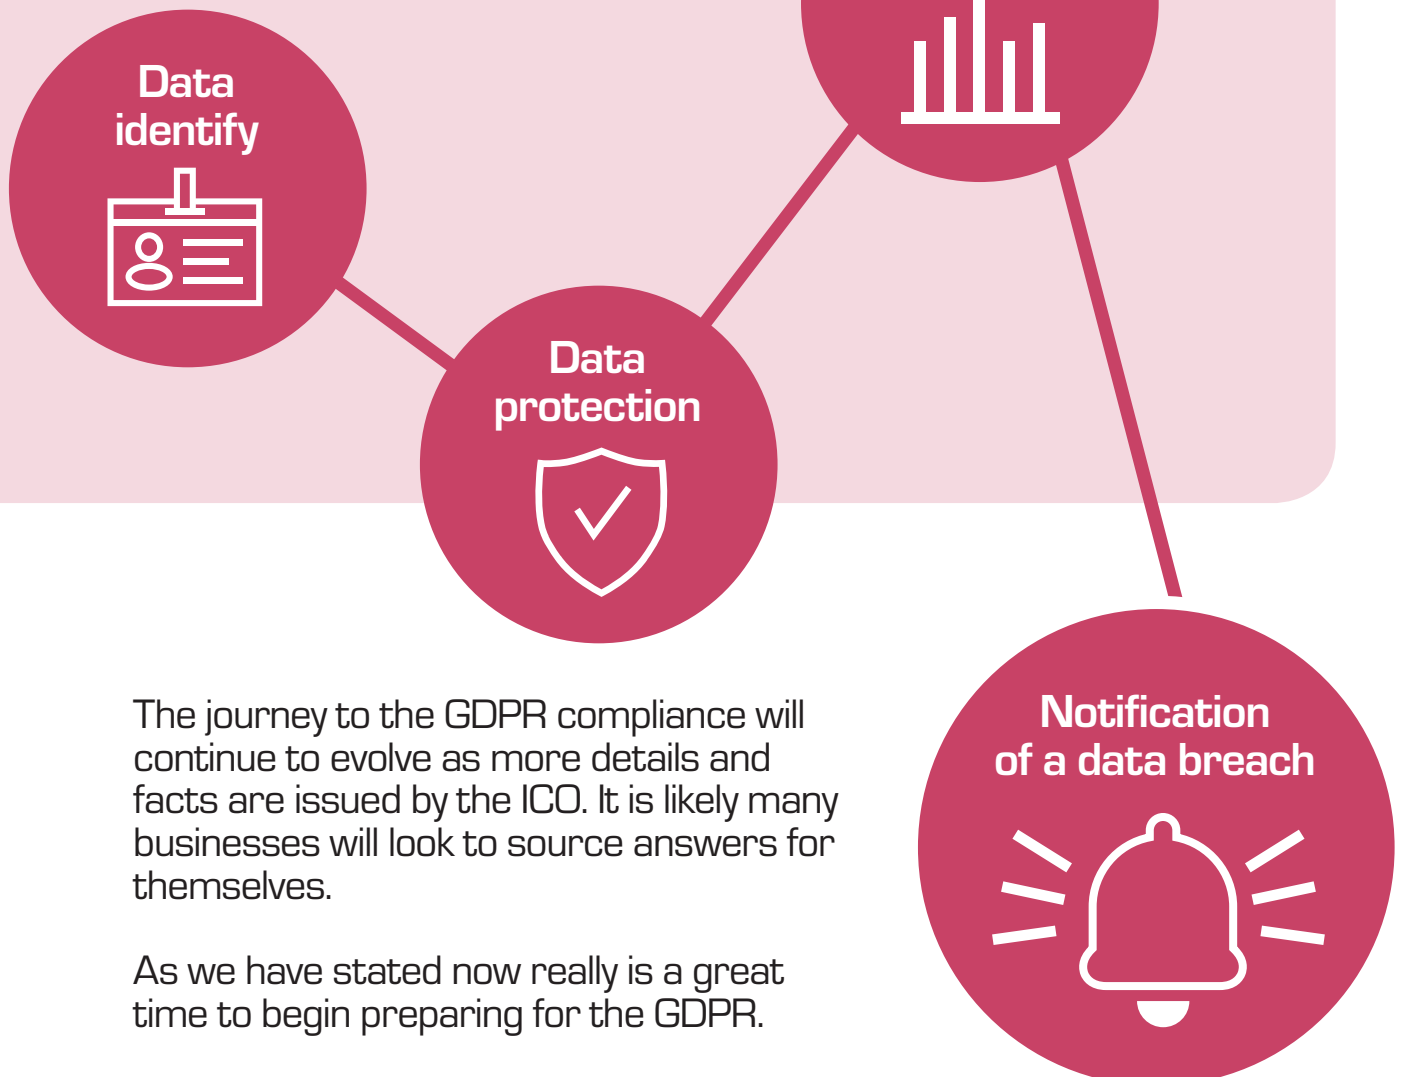 Data
identify
Data
protection
Notification
of a data breach
The journey to the GDPR compliance will
continue to evolve as more details and
facts are issued by the ICO. It is likely many
businesses will look to source answers for
themselves.
As we have stated now really is a great
time to begin preparing for the GDPR.